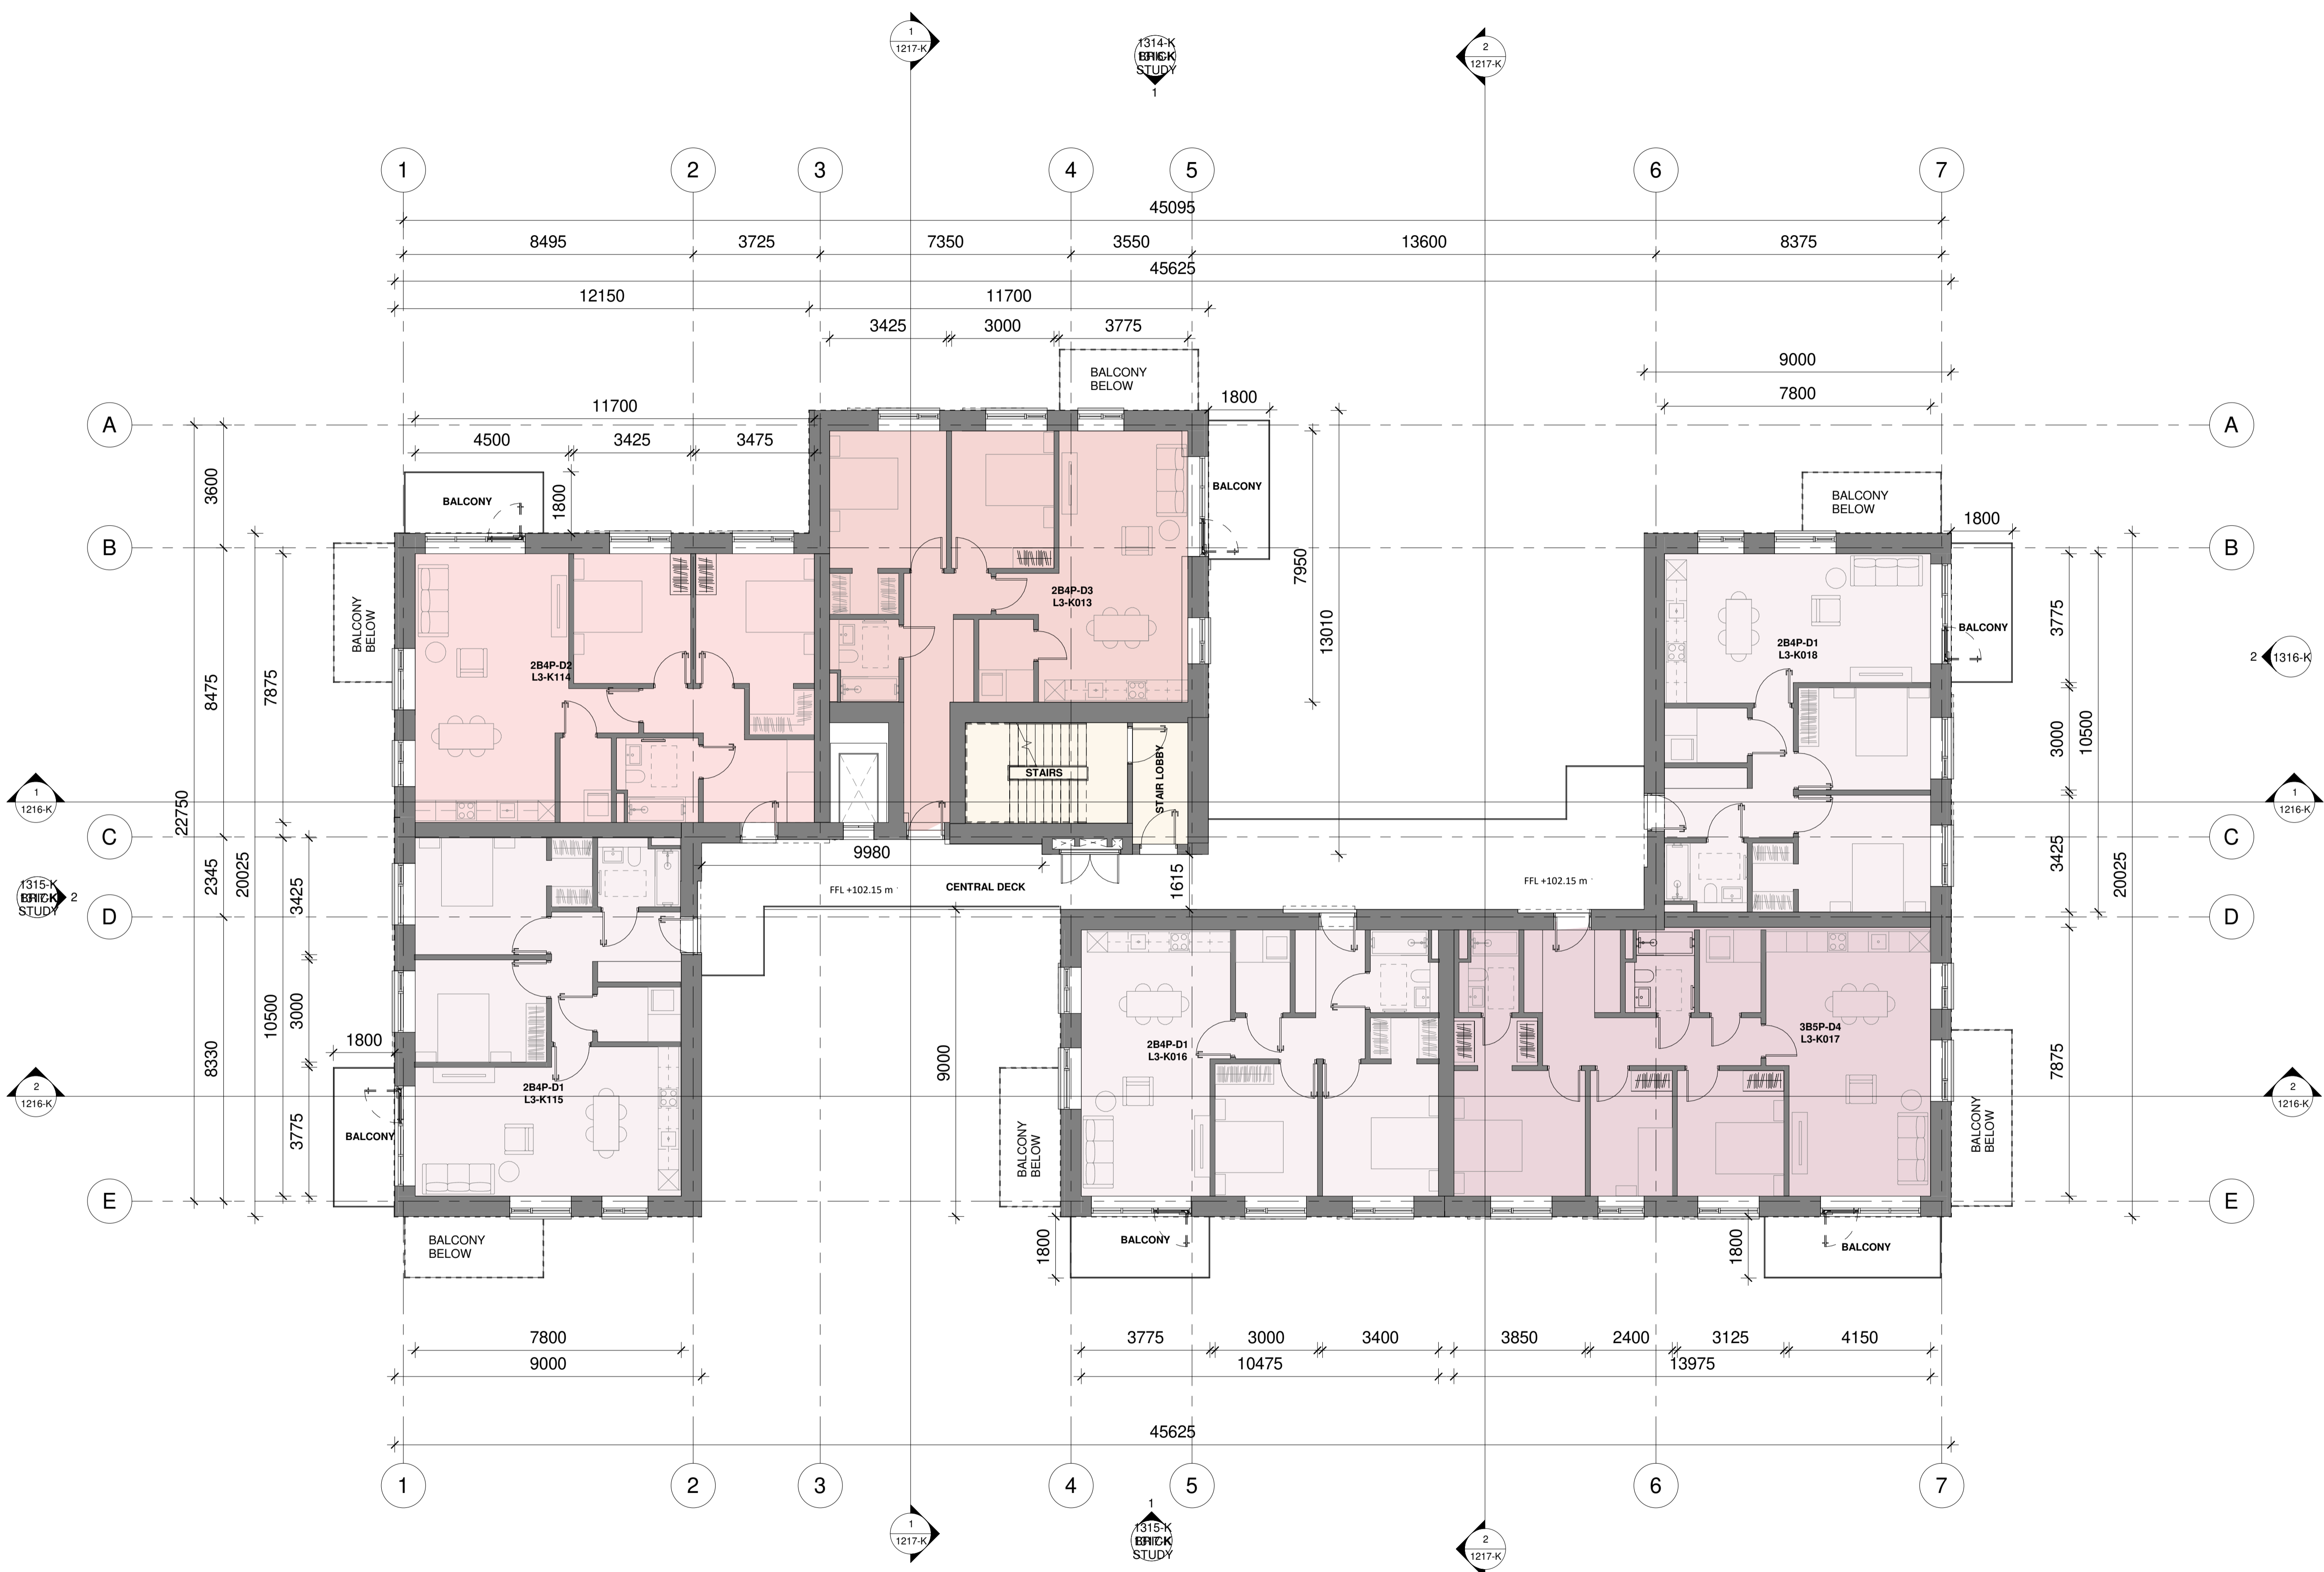 1
1217-K
1314-K
STUDY
1
2
1217-K
1 2 3 4 5 6 7
45095
8495 3725 7350 3550 13600 8375
45625
12150 11700
3425 3000 3775
9000
7800
BALCONY
BELOW
1800
11700
4500 3425 3475
A A
3600
1800
BALCONY
BALCONY
BALCONY
BELOW
1800
B B
7950
13010
BALCONY
BELOW
2B4P-D3
L3-K013
2B4P-D2
L3-K114
2B4P-D1
L3-K018
BALCONY
3775
2 1316-K
8475
7875
3000
10500
STAIRS
STAIR LOBBY
1
1216-K
1
1216-K
22750
C C
9980
2345
20025
3425
1615
FFL +102.15 m
CENTRAL DECK
FFL +102.15 m
3425
20025
1315-K
STUDY
2
D D
10500
3000
8330
1800
9000
2B4P-D1
L3-K016
3B5P-D4
L3-K017
7875
2
1216-K
2
1216-K
2B4P-D1
L3-K115
3775
BALCONY
BALCONY
BELOW
BALCONY
BELOW
E E
BALCONY
BELOW
1800
BALCONY
1800
BALCONY
7800
9000
3775 3000 3400 3850 2400 3125 4150
10475 13975
45625
1 2 3 4 5 6 7
1
1217-K
1
1315-K
STUDY
2
1217-K